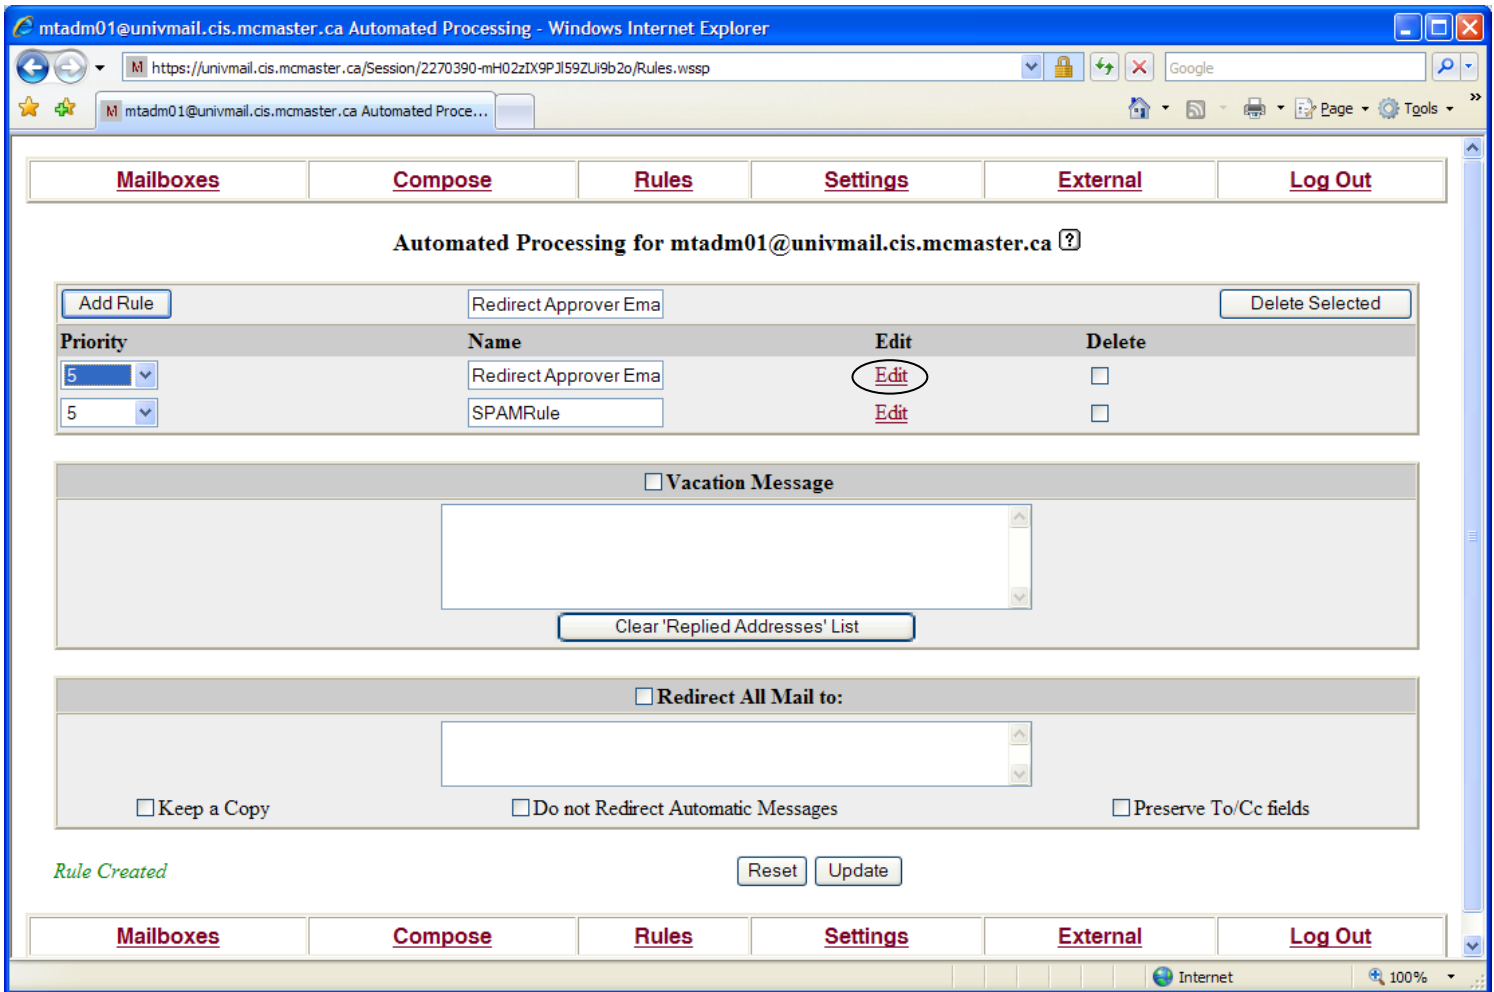 mtadm01@univmail.cis.mcmaster.ca Automated Processing - Windows Internet Explorer
M https://univmail.cis.mcmaster.ca/Session/2270390-mH02zIX9PJl59ZUi9b2o/Rules.wssp Google
M mtadm01@univmail.cis.mcmaster.ca Automated Proce... Page Tools »
Mailboxes Compose Rules Settings External Log Out
Automated Processing for mtadm01@univmail.cis.mcmaster.ca ?
Add Rule Redirect Approver Ema Delete Selected
Priority Name Edit Delete
5 Redirect Approver Ema Edit
5 SPAMRule Edit
Vacation Message
Clear 'Replied Addresses' List
Redirect All Mail to:
Keep a Copy Do not Redirect Automatic Messages Preserve To/Cc fields
Rule Created Reset Update
Mailboxes Compose Rules Settings External Log Out
Internet 100%